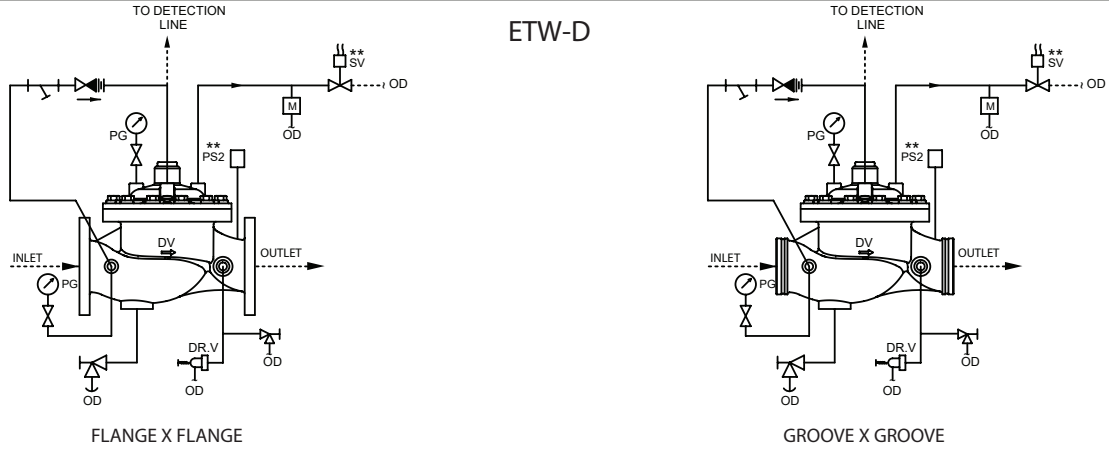 ETW-D
TO DETECTION
LINE
**
SV
OD
M
OD
PG
**
PS2
DV
INLET
OUTLET
PG
DR.V
OD
OD
OD
FLANGE X FLANGE
TO DETECTION
LINE
**
SV
OD
M
OD
PG
**
PS2
DV
INLET
OUTLET
PG
DR.V
OD
OD
OD
GROOVE X GROOVE